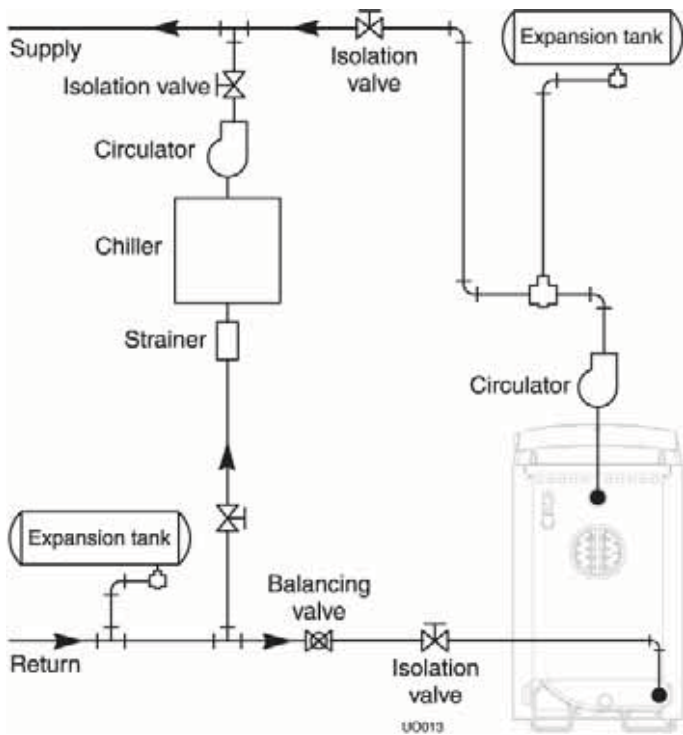 Supply
Isolation
valve
Expansion tank
Isolation valve
Circulator
Chiller
Strainer
Circulator
Expansion tank
Balancing
valve
Return
Isolation
valve
UO013